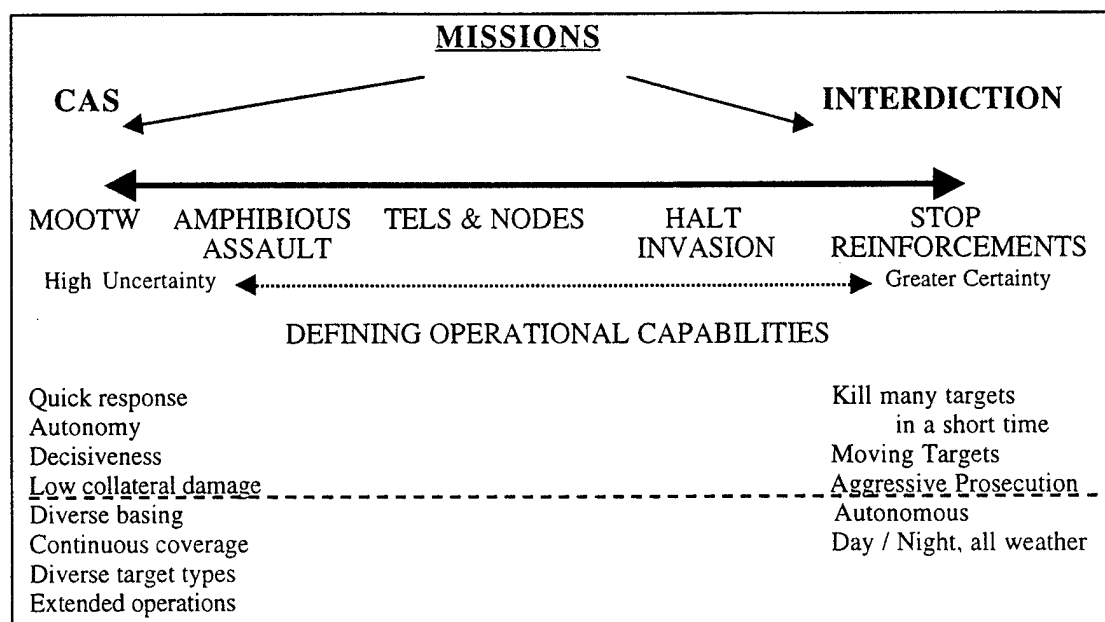 MISSIONS
CAS
INTERDICTION
MOOTW
AMPHIBIOUS
ASSAULT
TELS & NODES
HALT
INVASION
STOP
REINFORCEMENTS
High Uncertainty
Greater Certainty
DEFINING OPERATIONAL CAPABILITIES
Quick response
Autonomy
Decisiveness
Low collateral damage
Diverse basing
Continuous coverage
Diverse target types
Extended operations
Kill many targets
in a short time
Moving Targets
Aggressive Prosecution
Autonomous
Day / Night, all weather